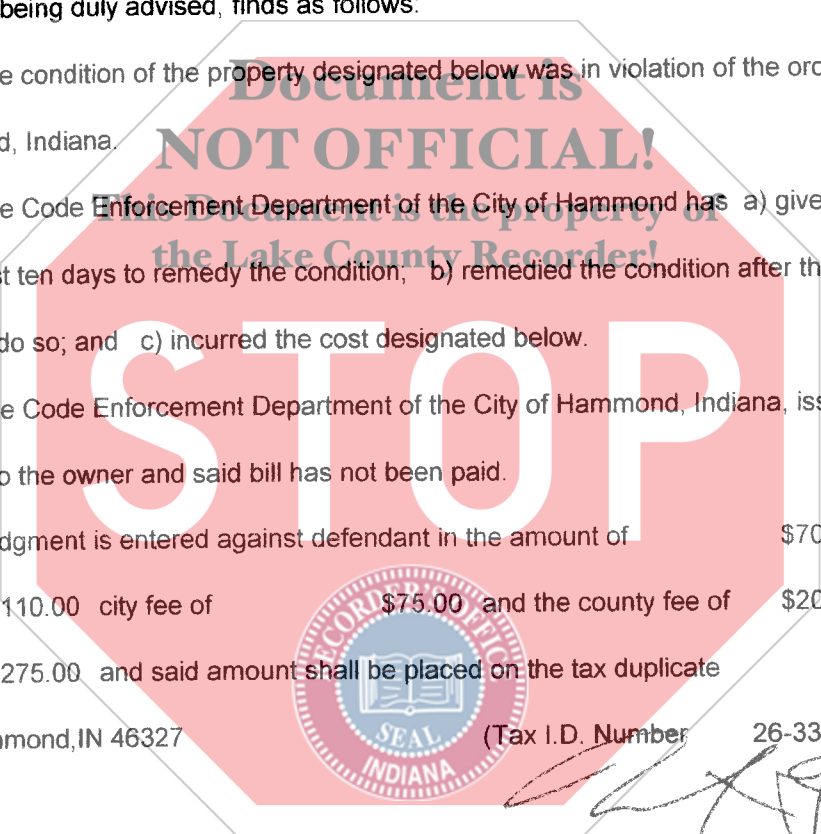 being duly advised, finds as follows:
e condition of the property designated below was in violation of the ord
Document is
d, Indiana.
NOT OFFICIAL!
e Code Enforcement Department of the City of Hammond has a) give
This Document is the property of
the Lake County Recorder!
st ten days to remedy the condition; b) remedied the condition after th
do so; and c) incurred the cost designated below.
STOP
e Code Enforcement Department of the City of Hammond, Indiana, iss
o the owner and said bill has not been paid.
dgment is entered against defendant in the amount of $70
110.00 city fee of $75.00 and the county fee of $20
275.00 and said amount shall be placed on the tax duplicate
mmond,IN 46327 (Tax I.D. Number 26-33
RECORDER OFFICE
SEAL
INDIANA